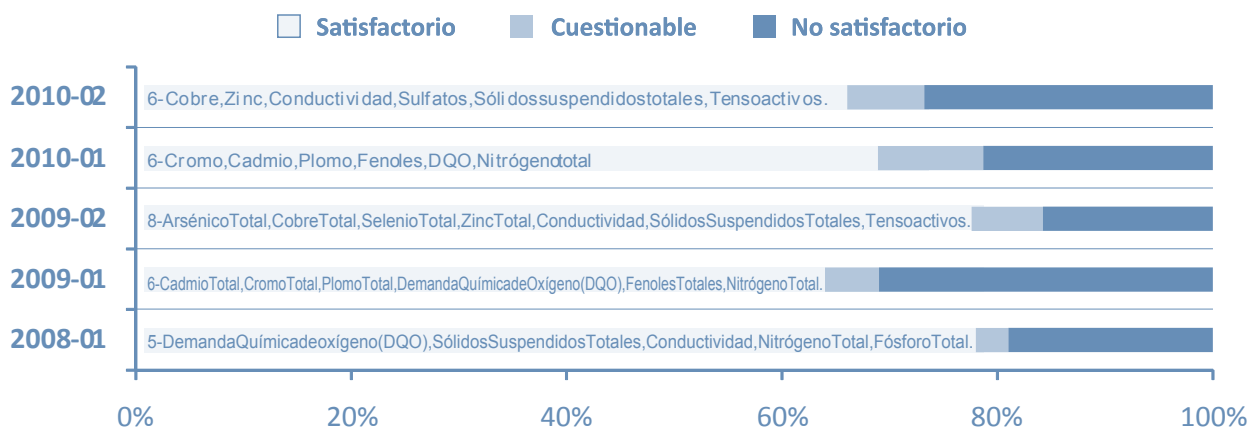 Satisfactorio Cuestionable No satisfactorio
2010-02 6-Cobre,Zinc,Conductividad,Sulfatos,Sólidossuspendidostotales,Tensoactivos.
2010-01 6-Cromo,Cadmio,Plomo,Fenoles,DQO,Nitrógenototal
2009-02 8-ArsénicoTotal,CobreTotal,SelenioTotal,ZincTotal,Conductividad,SólidosSuspendidosTotales,Tensoactivos.
2009-01 6-CadmioTotal,CromoTotal,PlomoTotal,DemandaQuímicadeOxígeno(DQO),FenolesTotales,NitrógenoTotal.
2008-01 5-DemandaQuímicadeoxígeno(DQO),SólidosSuspendidosTotales,Conductividad,NitrógenoTotal,FósforoTotal.
0% 20% 40% 60% 80% 100%